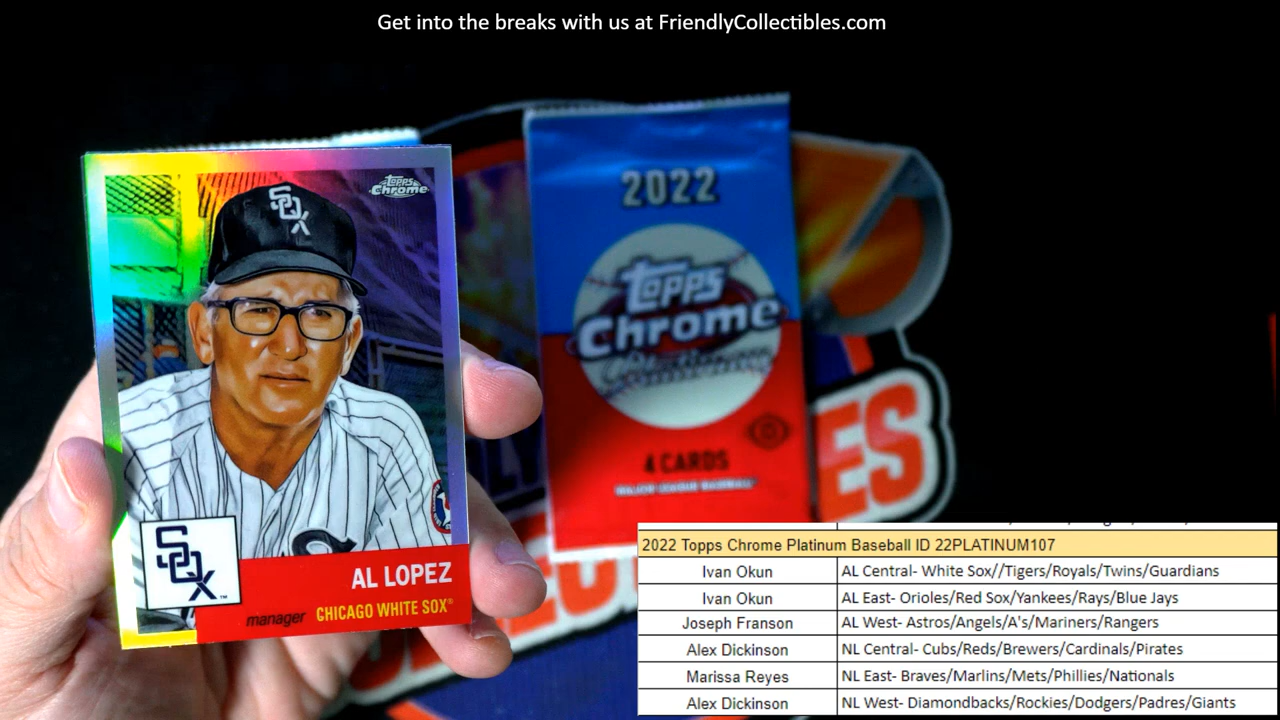 Get into the breaks with us at FriendlyCollectibles.com
Topps
Chrome
SOX
SOX
AL LOPEZ
manager CHICAGO WHITE SOX®
2022
Topps
Chrome
4 CARDS
MAJOR LEAGUE BASEBALL
ES
2022 Topps Chrome Platinum Baseball ID 22PLATINUM107
Ivan Okun AL Central- White Sox//Tigers/Royals/Twins/Guardians
Ivan Okun AL East- Orioles/Red Sox/Yankees/Rays/Blue Jays
Joseph Franson AL West- Astros/Angels/A's/Mariners/Rangers
Alex Dickinson NL Central- Cubs/Reds/Brewers/Cardinals/Pirates
Marissa Reyes NL East- Braves/Marlins/Mets/Phillies/Nationals
Alex Dickinson NL West- Diamondbacks/Rockies/Dodgers/Padres/Giants